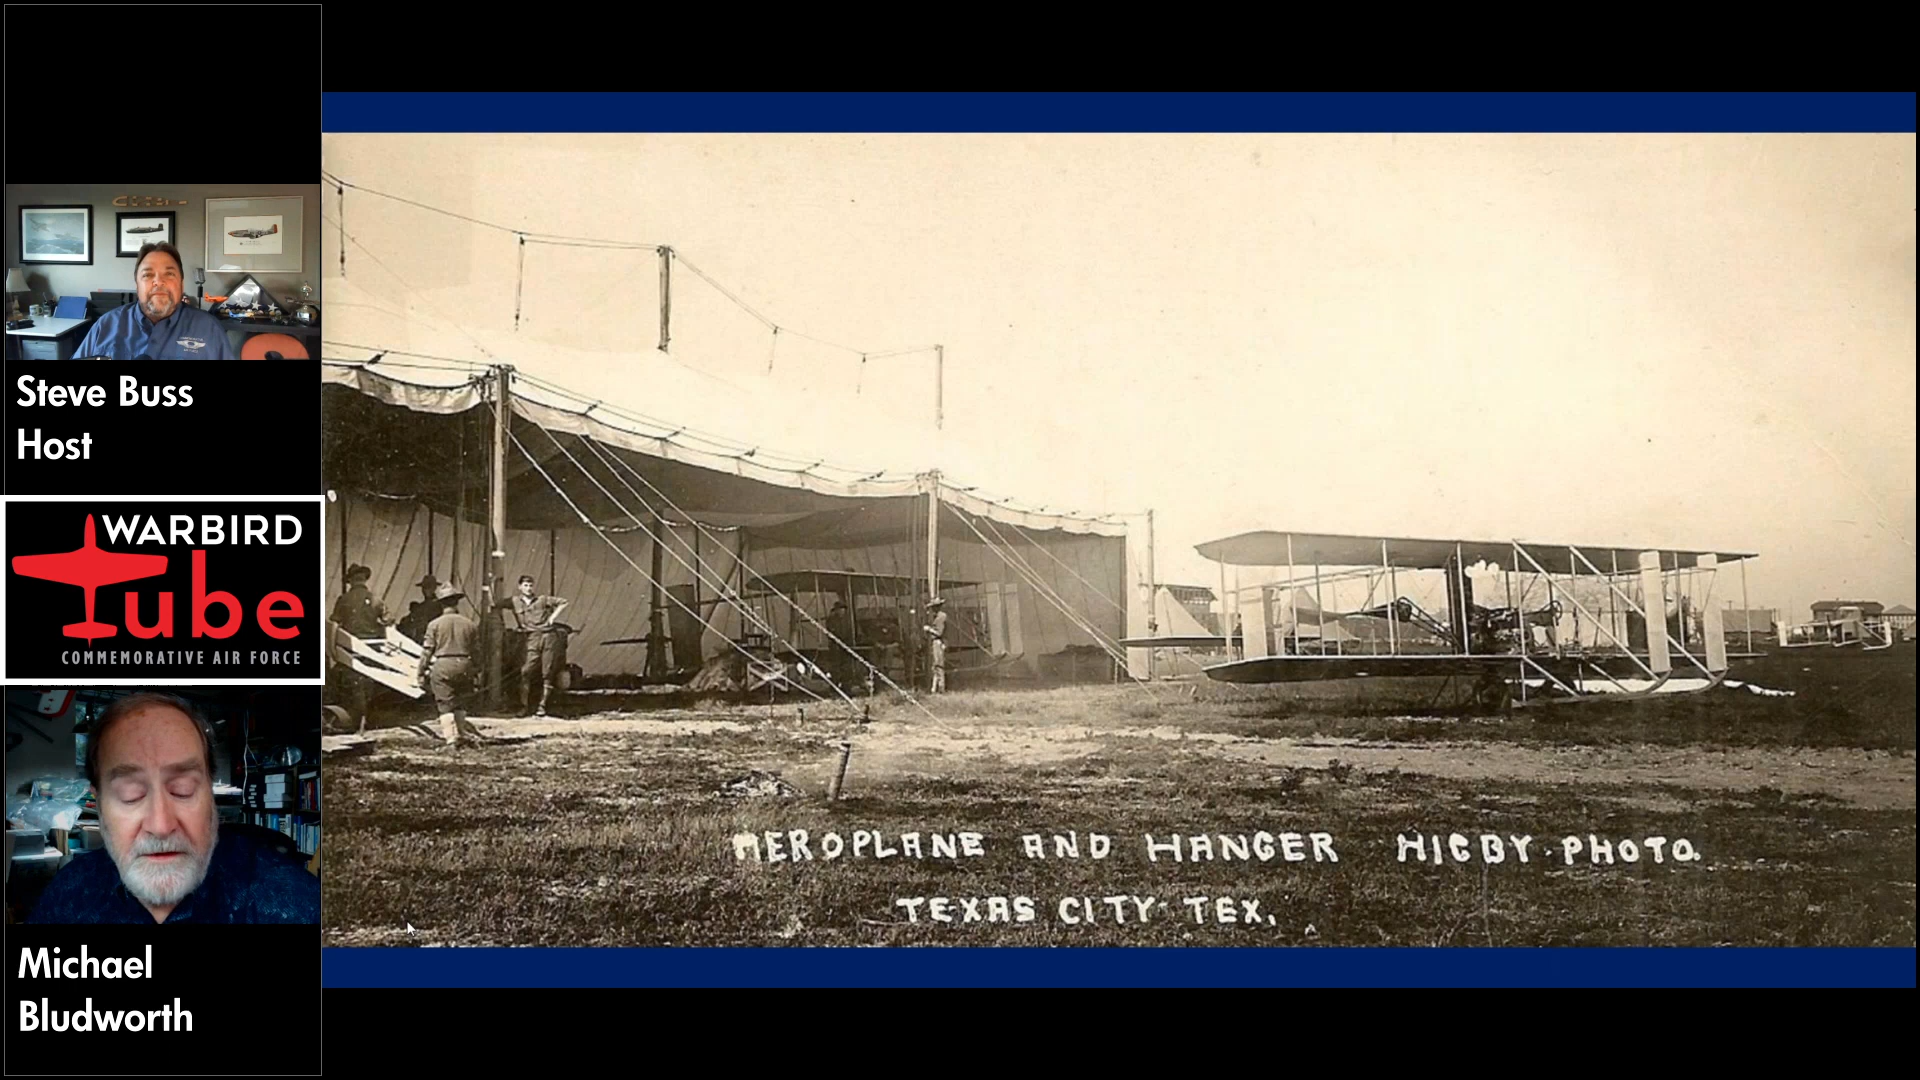 Steve Buss
Host
WARBIRD
Tube
COMMEMORATIVE AIR FORCE
Michael
Bludworth
AEROPLANE AND HANGER HIGBY PHOTO.
TEXAS CITY TEX.